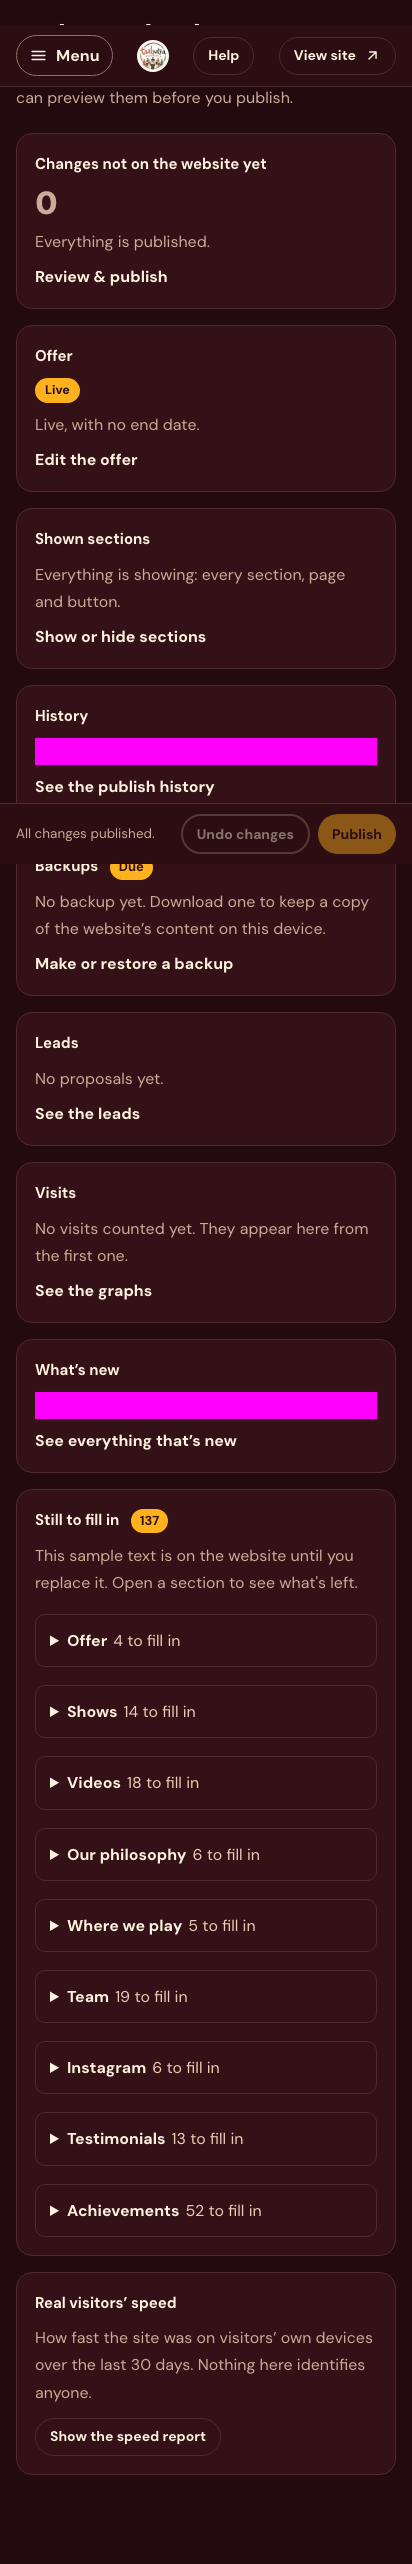 Menu
Help
View site
can preview them before you publish.
Changes not on the website yet
0
Everything is published.
Review & publish
Offer
Live
Live, with no end date.
Edit the offer
Shown sections
Everything is showing: every section, page
and button.
Show or hide sections
History
See the publish history
All changes published.
Undo changes
Publish
Backups
Due
No backup yet. Download one to keep a copy
of the website’s content on this device.
Make or restore a backup
Leads
No proposals yet.
See the leads
Visits
No visits counted yet. They appear here from
the first one.
See the graphs
What’s new
See everything that’s new
Still to fill in 137
This sample text is on the website until you
replace it. Open a section to see what's left.
Offer 4 to fill in
Shows 14 to fill in
Videos 18 to fill in
Our philosophy 6 to fill in
Where we play 5 to fill in
Team 19 to fill in
Instagram 6 to fill in
Testimonials 13 to fill in
Achievements 52 to fill in
Real visitors’ speed
How fast the site was on visitors’ own devices
over the last 30 days. Nothing here identifies
anyone.
Show the speed report